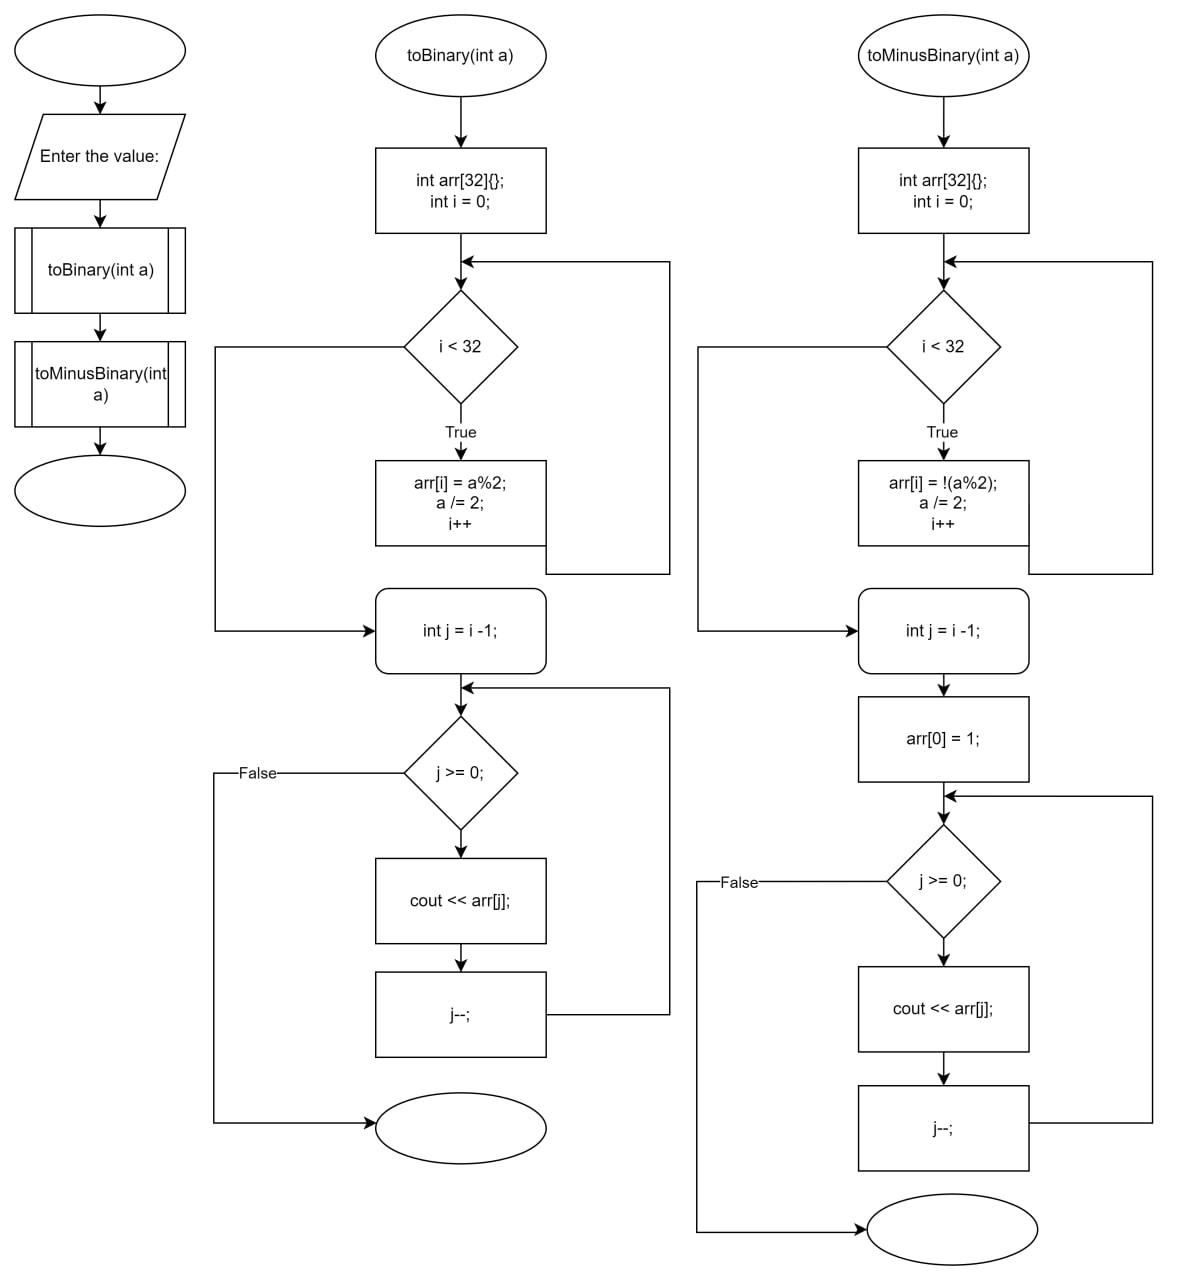 Enter the value:
toBinary(int a)
toMinusBinary(int
a)
toBinary(int a)
int arr[32]{};
int i = 0;
i < 32
True
arr[i] = a%2;
a /= 2;
i++
int j = i -1;
j >= 0;
False
cout << arr[j];
j--;
toMinusBinary(int a)
int arr[32]{};
int i = 0;
i < 32
True
arr[i] = !(a%2);
a /= 2;
i++
int j = i -1;
arr[0] = 1;
j >= 0;
False
cout << arr[j];
j--;